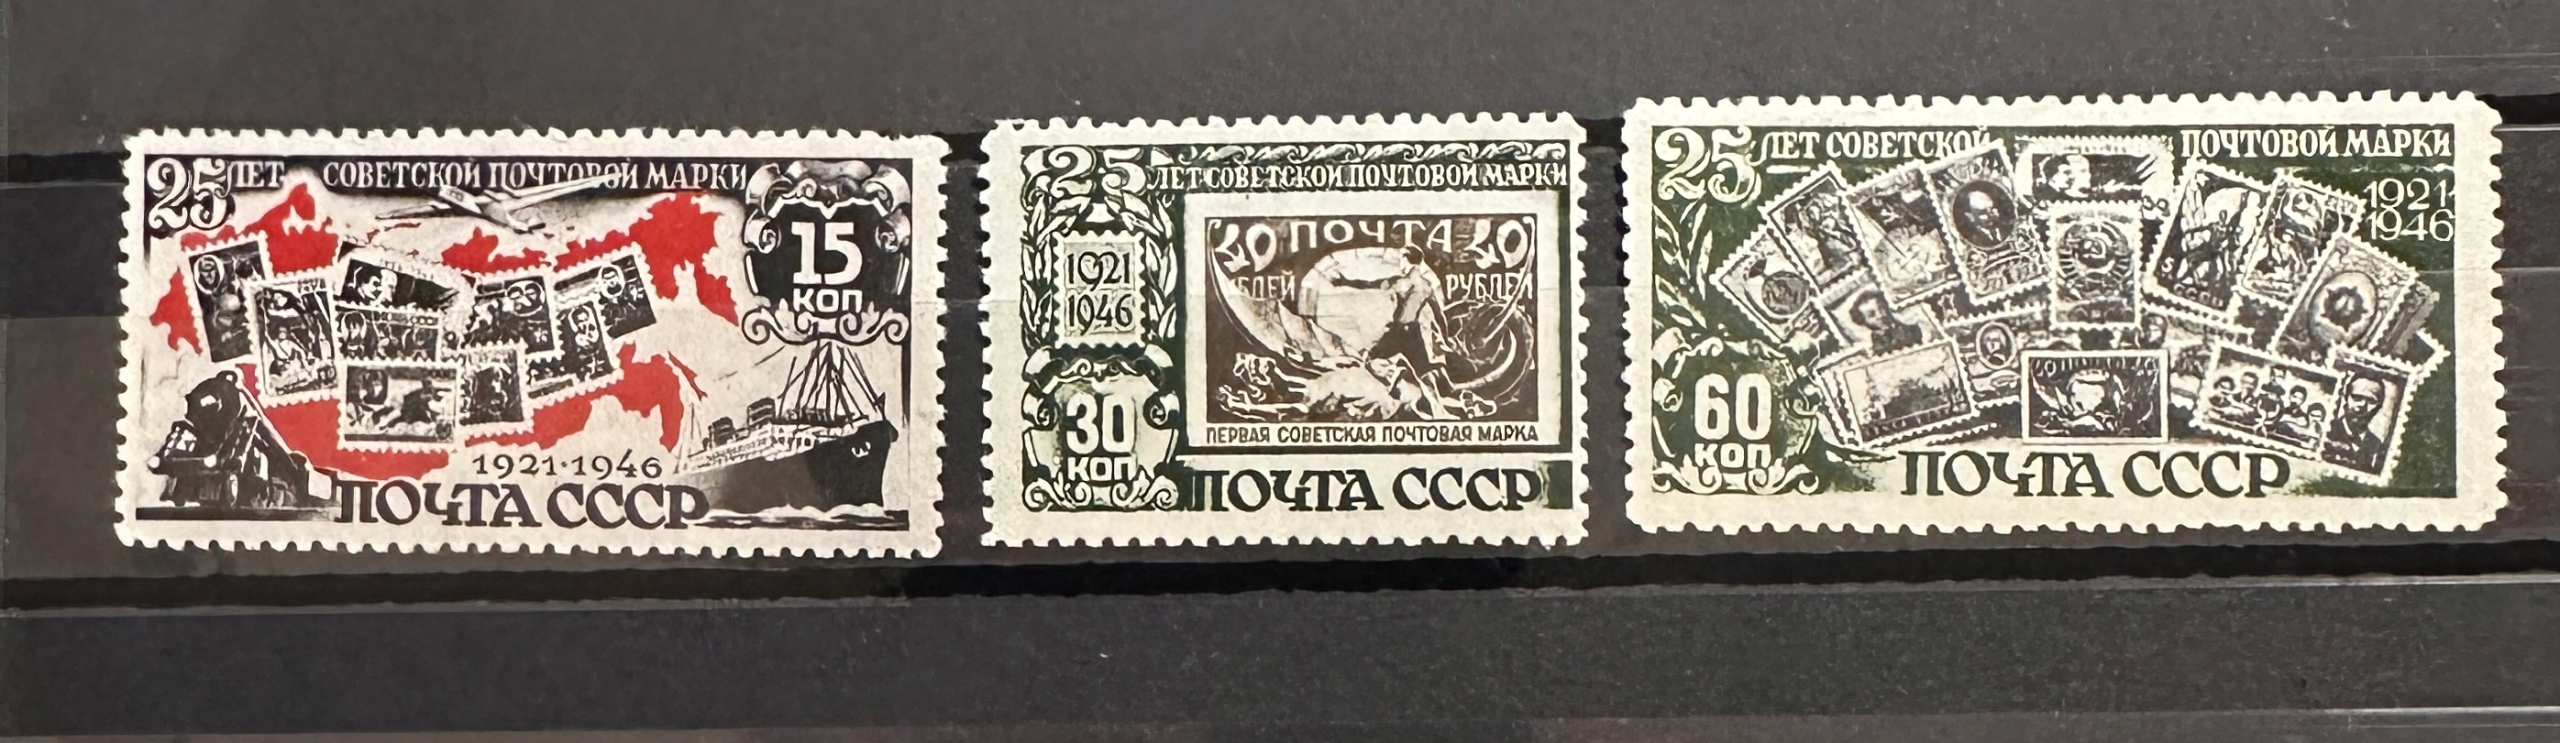 25 ЛЕТ СОВЕТСКОЙ ПОЧТОВОЙ МАРКИ
15
КОП
1921·1946
ПОЧТА СССР
25 ЛЕТ СОВЕТСКОЙ ПОЧТОВОЙ МАРКИ
1921
1946
40 ПОЧТА 40
РУБЛЕЙ
ПЕРВАЯ СОВЕТСКАЯ ПОЧТОВАЯ МАРКА
30
КОП
ПОЧТА СССР
25 ЛЕТ СОВЕТСКОЙ ПОЧТОВОЙ МАРКИ
1921-
1946
60
КОП
ПОЧТА СССР